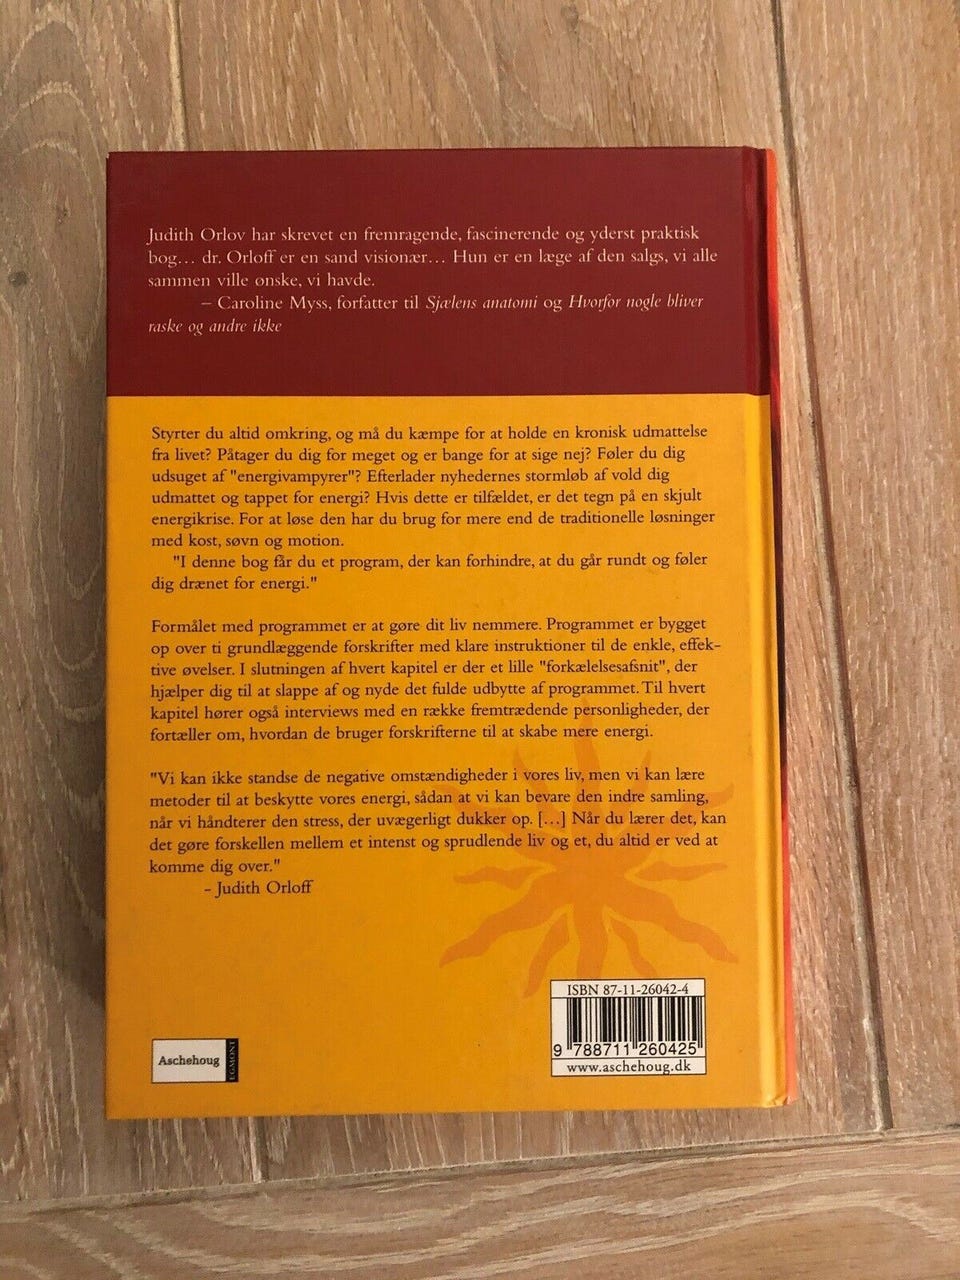 Judith Orlov har skrevet en fremragende, fascinerende og yderst praktisk
bog... dr. Orloff er en sand visionær... Hun er en læge af den salgs, vi alle
sammen ville ønske, vi havde.
– Caroline Myss, forfatter til Sjælens anatomi og Hvorfor nogle bliver
raske og andre ikke
Styrter du altid omkring, og må du kæmpe for at holde en kronisk udmattelse
fra livet? Påtager du dig for meget og er bange for at sige nej? Føler du dig
udsuget af "energivampyrer"? Efterlader nyhedernes stormløb af vold dig
udmattet og tappet for energi? Hvis dette er tilfældet, er det tegn på en skjult
energikrise. For at løse den har du brug for mere end de traditionelle løsninger
med kost, søvn og motion.
"I denne bog får du et program, der kan forhindre, at du går rundt og føler
dig drænet for energi."
Formålet med programmet er at gøre dit liv nemmere. Programmet er bygget
op over ti grundlæggende forskrifter med klare instruktioner til de enkle, effek-
tive øvelser. I slutningen af hvert kapitel er der et lille "forkælelsesafsnit", der
hjælper dig til at slappe af og nyde det fulde udbytte af programmet. Til hvert
kapitel hører også interviews med en række fremtrædende personligheder, der
fortæller om, hvordan de bruger forskrifterne til at skabe mere energi.
"Vi kan ikke standse de negative omstændigheder i vores liv, men vi kan lære
metoder til at beskytte vores energi, sådan at vi kan bevare den indre samling,
når vi håndterer den stress, der uvægerligt dukker op. [...] Når du lærer det, kan
det gøre forskellen mellem et intenst og sprudlende liv og et, du altid er ved at
komme dig over."
- Judith Orloff
ISBN 87-11-26042-4
9 788711 260425
www.aschehoug.dk
Aschehoug
EGMONT